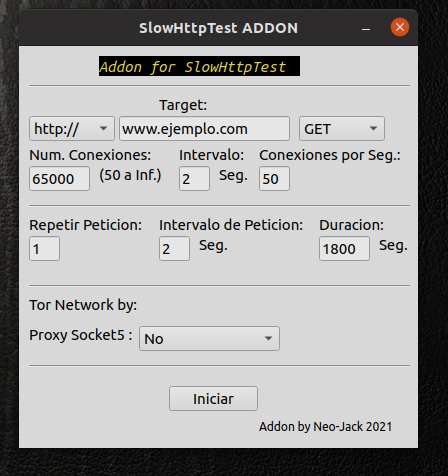 SlowHttpTest ADDON
Addon for SlowHttpTest
Target:
http:// www.ejemplo.com GET
Num. Conexiones: Intervalo: Conexiones por Seg.:
65000 (50 a Inf.) 2 Seg. 50
Repetir Peticion: Intervalo de Peticion: Duracion:
1 2 Seg. 1800 Seg.
Tor Network by:
Proxy Socket5 : No
Iniciar
Addon by Neo-Jack 2021